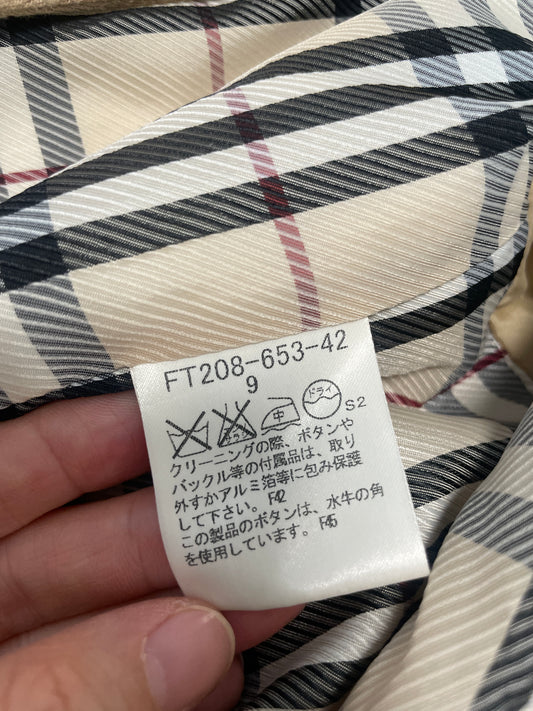 FT208-653-42
9
中 ドライ
S2
クリーニングの際、ボタンや
バックル等の付属品は、取り
外すかアルミ箔等に包み保護
して下さい。F42
この製品のボタンは、水牛の角
を使用しています。F45